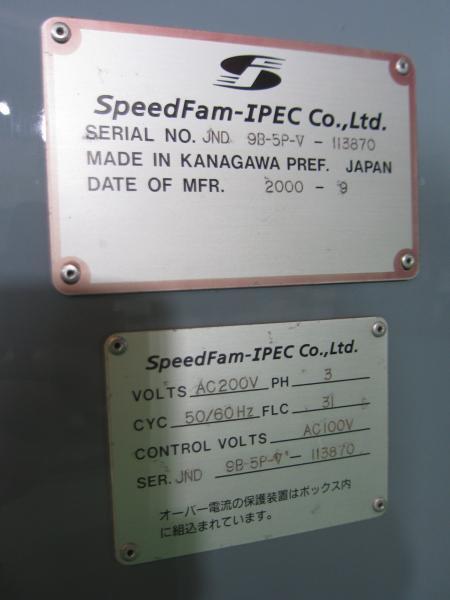 SpeedFam-IPEC Co.,Ltd.
SERIAL NO. JND 9B-5P-V - 113870
MADE IN KANAGAWA PREF. JAPAN
DATE OF MFR. 2000 - 9
SpeedFam-IPEC Co.,Ltd.
VOLTS AC200V PH 3
CYC 50/60Hz FLC 31
CONTROL VOLTS AC100V
SER. JND 9B-5P-V - 113870
オーバー電流の保護装置はボックス内
に組込まれています。